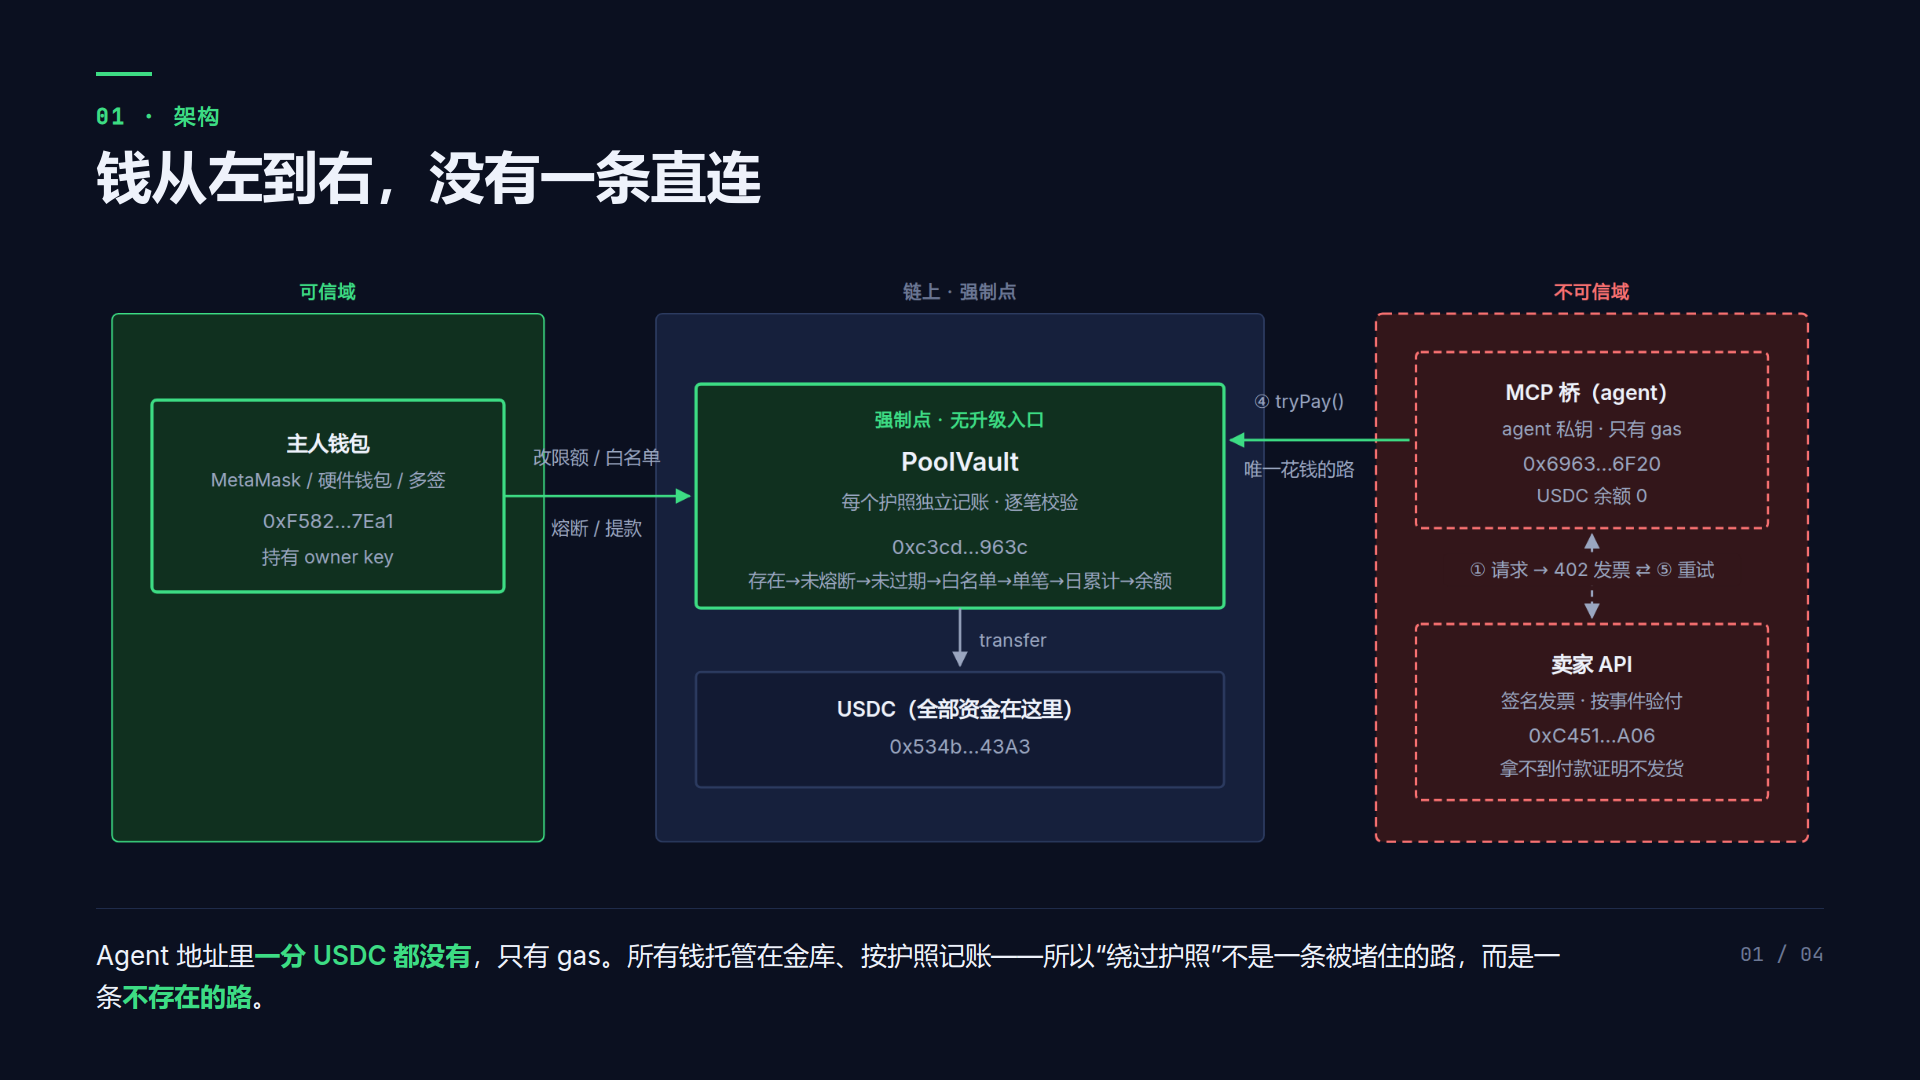 01 · 架构
钱从左到右，没有一条直连
可信域
主人钱包
MetaMask / 硬件钱包 / 多签
0xF582...7Ea1
持有 owner key
改限额 / 白名单
熔断 / 提款
链上 · 强制点
强制点 · 无升级入口
PoolVault
每个护照独立记账 · 逐笔校验
0xc3cd...963c
存在→未熔断→未过期→白名单→单笔→日累计→余额
transfer
USDC（全部资金在这里）
0x534b...43A3
④ tryPay()
唯一花钱的路
不可信域
MCP 桥（agent）
agent 私钥 · 只有 gas
0x6963...6F20
USDC 余额 0
① 请求 → 402 发票 ⇄ ⑤ 重试
卖家 API
签名发票 · 按事件验付
0xC451...A06
拿不到付款证明不发货
Agent 地址里一分 USDC 都没有，只有 gas。所有钱托管在金库、按护照记账——所以“绕过护照”不是一条被堵住的路，而是一
条不存在的路。
01 / 04